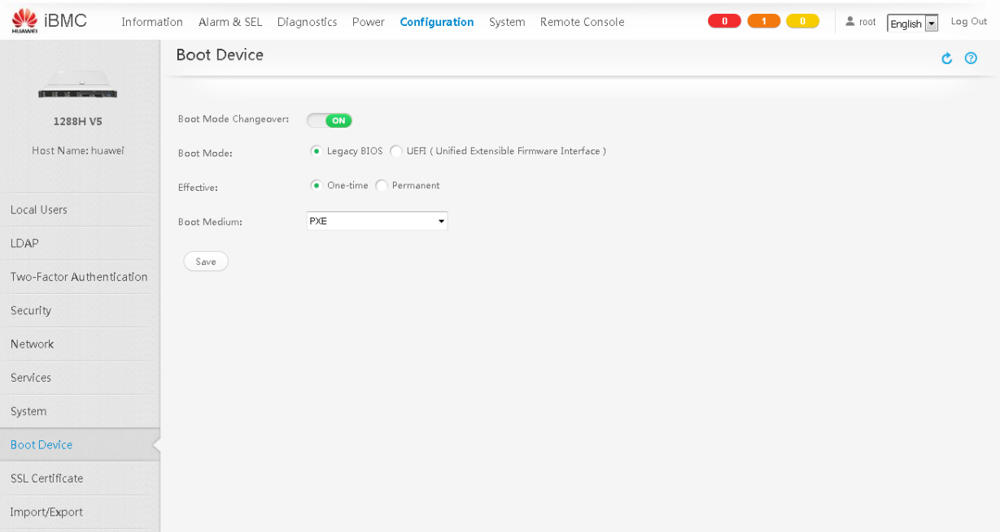 HUAWEI iBMC Information Alarm & SEL Diagnostics Power Configuration System Remote Console 0 1 0 root English Log Out
Boot Device
1288H V5
Host Name: huawei
Boot Mode Changeover: ON
Boot Mode: Legacy BIOS UEFI ( Unified Extensible Firmware Interface )
Effective: One-time Permanent
Boot Medium: PXE
Save
Local Users
LDAP
Two-Factor Authentication
Security
Network
Services
System
Boot Device
SSL Certificate
Import/Export